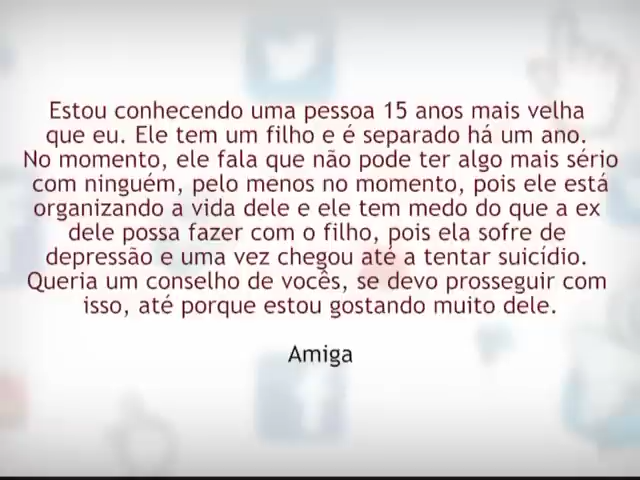 Estou conhecendo uma pessoa 15 anos mais velha
que eu. Ele tem um filho e é separado há um ano.
No momento, ele fala que não pode ter algo mais sério
com ninguém, pelo menos no momento, pois ele está
organizando a vida dele e ele tem medo do que a ex
dele possa fazer com o filho, pois ela sofre de
depressão e uma vez chegou até a tentar suicídio.
Queria um conselho de vocês, se devo prosseguir com
isso, até porque estou gostando muito dele.
Amiga